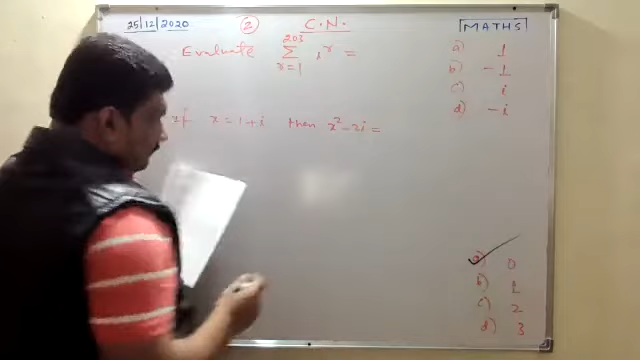 25/12/2020 ② C.N. MATHS
Evaluate 203 Σ r=1 i^r =
a) 1
b) -1
c) i
d) -i
If x = 1 + i then x² - 2i =
a) 0
b) 1
c) 2
d) 3